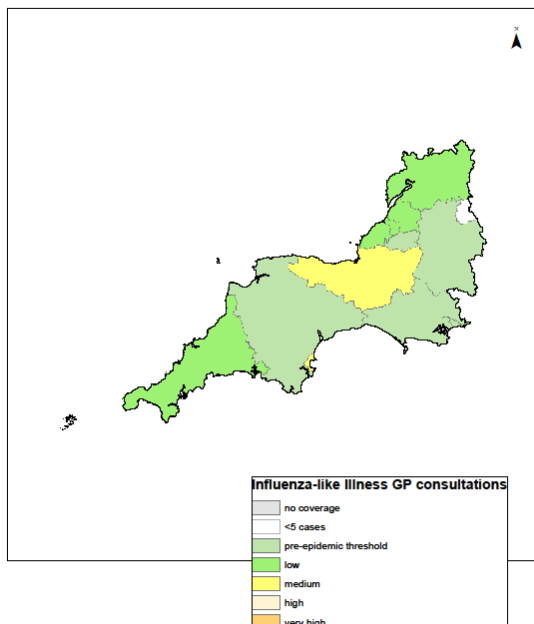 N
Influenza-like Illness GP consultations
no coverage
<5 cases
pre-epidemic threshold
low
medium
high
very high